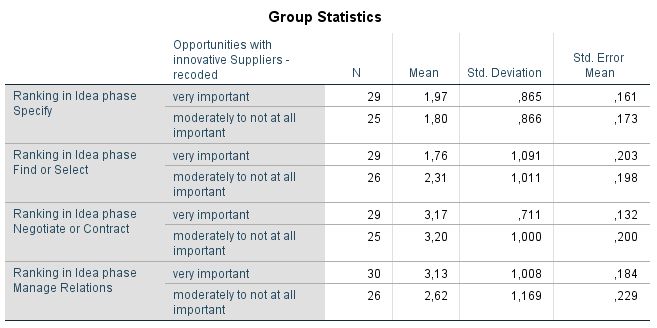 Group Statistics
Opportunities with
innovative Suppliers -
recoded N Mean Std. Deviation Std. Error
Mean
Ranking in Idea phase
Specify very important 29 1,97 ,865 ,161
moderately to not at all
important 25 1,80 ,866 ,173
Ranking in Idea phase
Find or Select very important 29 1,76 1,091 ,203
moderately to not at all
important 26 2,31 1,011 ,198
Ranking in Idea phase
Negotiate or Contract very important 29 3,17 ,711 ,132
moderately to not at all
important 25 3,20 1,000 ,200
Ranking in Idea phase
Manage Relations very important 30 3,13 1,008 ,184
moderately to not at all
important 26 2,62 1,169 ,229